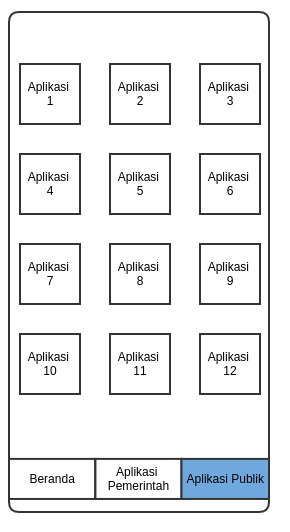 Aplikasi
1
Aplikasi
2
Aplikasi
3
Aplikasi
4
Aplikasi
5
Aplikasi
6
Aplikasi
7
Aplikasi
8
Aplikasi
9
Aplikasi
10
Aplikasi
11
Aplikasi
12
Beranda
Aplikasi
Pemerintah
Aplikasi Publik